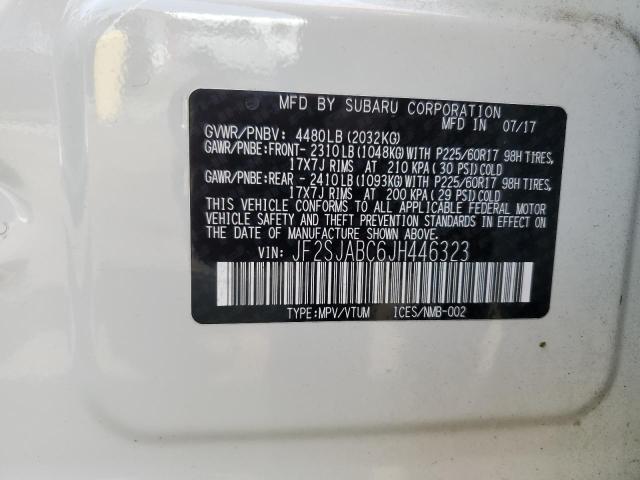 MFD BY SUBARU CORPORATION
MFD IN 07/17
GVWR/PNBV: 4480LB (2032KG)
GAWR/PNBE:FRONT- 2310LB (1048KG)WITH P225/60R17 98H TIRES,
17X7J RIMS AT 210 KPA (30 PSI)COLD
GAWR/PNBE:REAR - 2410LB (1093KG)WITH P225/60R17 98H TIRES,
17X7J RIMS AT 200 KPA (29 PSI)COLD
THIS VEHICLE CONFORMS TO ALL APPLICABLE FEDERAL MOTOR
VEHICLE SAFETY AND THEFT PREVENTION STANDARDS IN EFFECT
ON THE DATE OF MANUFACTURE SHOWN ABOVE.
VIN: JF2SJABC6JH446323
TYPE:MPV/VTUM ICES/NMB-002